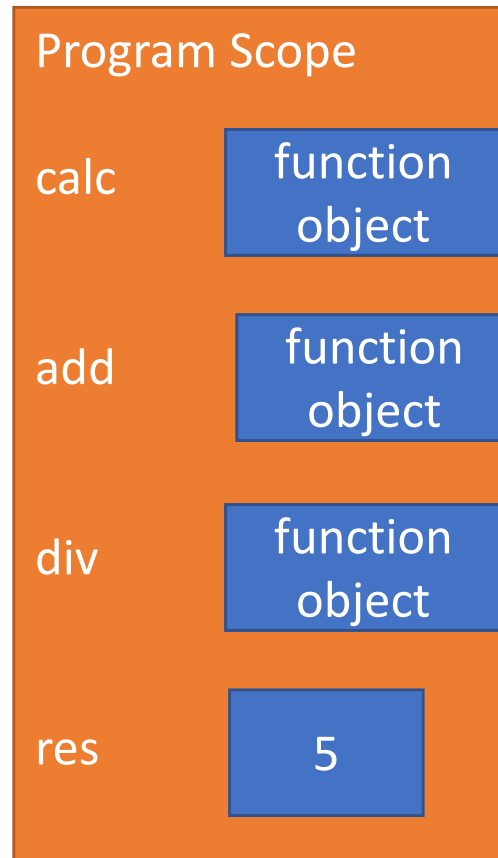 Program Scope
calc
function
object
add
function
object
div
function
object
res
5